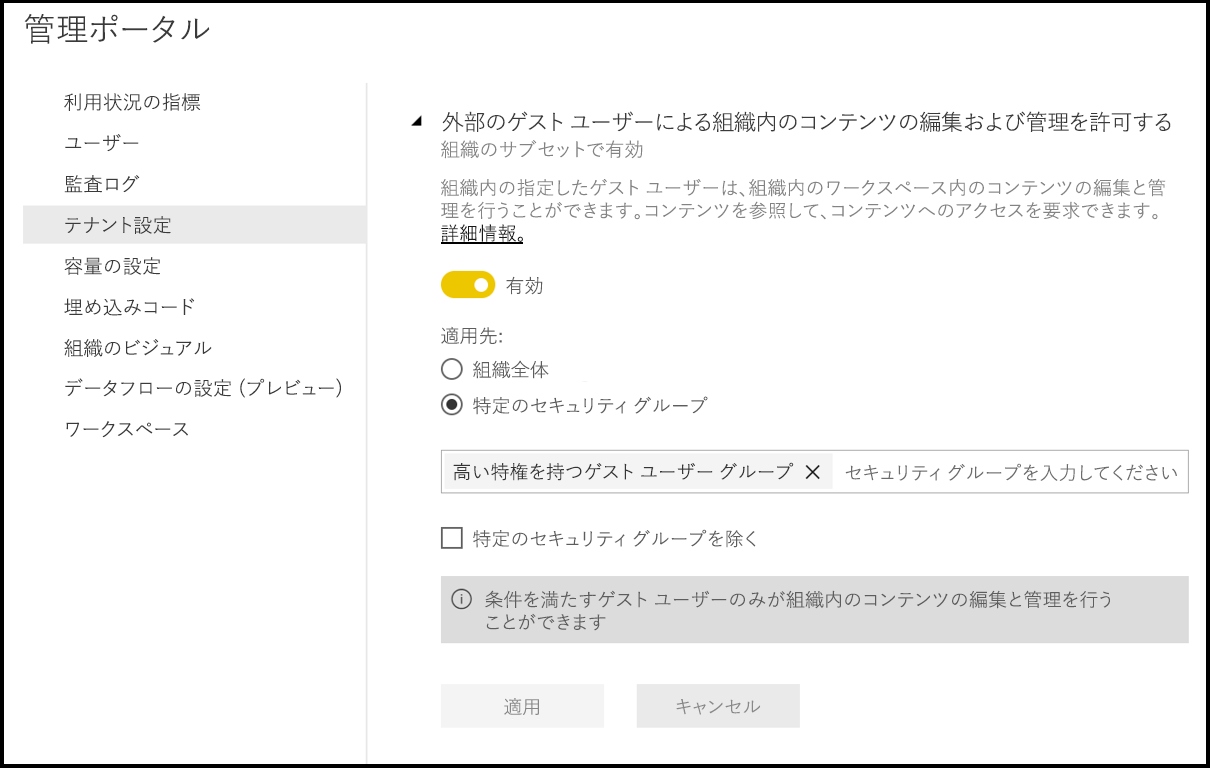 管理ポータル
利用状況の指標
ユーザー
監査ログ
テナント設定
容量の設定
埋め込みコード
組織のビジュアル
データフローの設定 (プレビュー)
ワークスペース
外部のゲスト ユーザーによる組織内のコンテンツの編集および管理を許可する
組織のサブセットで有効
組織内の指定したゲスト ユーザーは、組織内のワークスペース内のコンテンツの編集と管
理を行うことができます。コンテンツを参照して、コンテンツへのアクセスを要求できます。
詳細情報。
有効
適用先:
組織全体
特定のセキュリティ グループ
高い特権を持つゲスト ユーザー グループ セキュリティ グループを入力してください
特定のセキュリティ グループを除く
条件を満たすゲスト ユーザーのみが組織内のコンテンツの編集と管理を行う
ことができます
適用 キャンセル